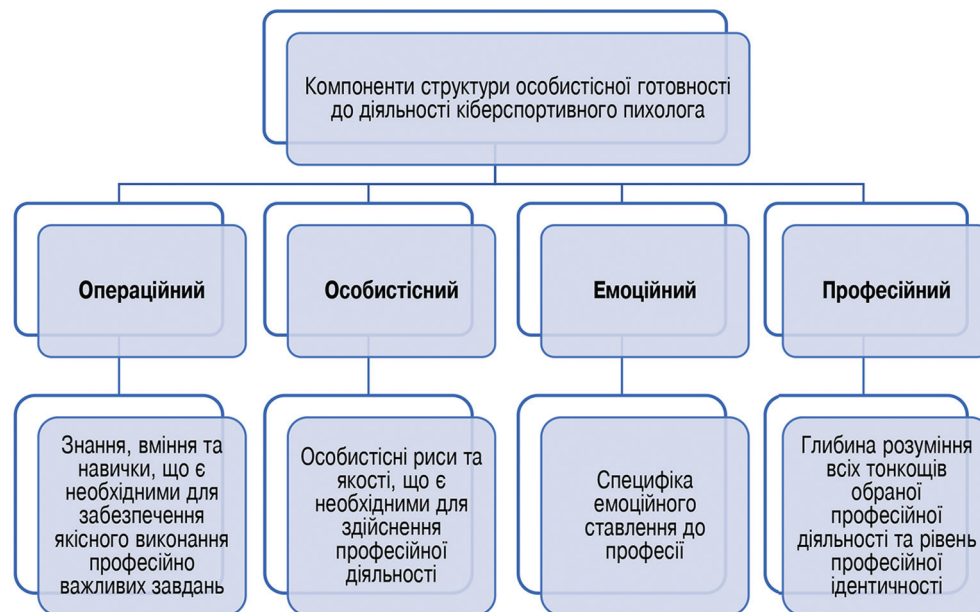 Компоненти структури особистісної готовності
до діяльності кіберспортивного пихолога
Операційний
Особистісний
Емоційний
Професійний
Знання, вміння та
навички, що є
необхідними для
забезпечення
якісного виконання
професійно
важливих завдань
Особистісні риси та
якості, що є
необхідними для
здійснення
професійної
діяльності
Специфіка
емоційного
ставлення до
професії
Глибина розуміння
всіх тонкощів
обраної
професійної
діяльності та рівень
професійної
ідентичності